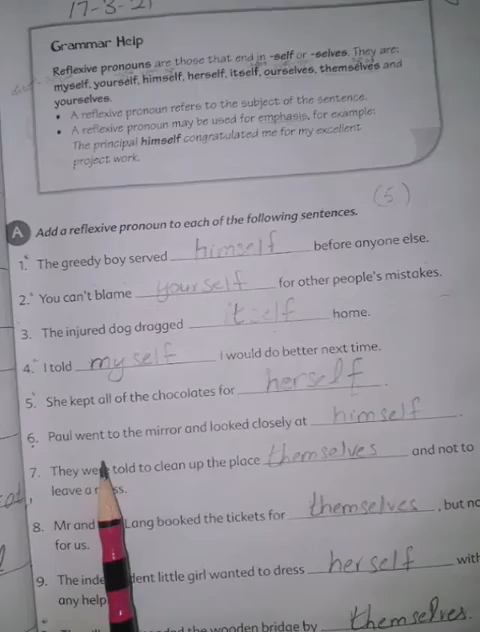 17-3-21
Grammar Help
Reflexive pronouns are those that end in -self or -selves. They are:
myself, yourself, himself, herself, itself, ourselves, themselves and
yourselves.
• A reflexive pronoun refers to the subject of the sentence.
• A reflexive pronoun may be used for emphasis, for example:
The principal himself congratulated me for my excellent
project work.
(5)
A Add a reflexive pronoun to each of the following sentences.
1. The greedy boy served himself before anyone else.
2. You can't blame yourself for other people's mistakes.
3. The injured dog dragged itself home.
4. I told myself I would do better next time.
5. She kept all of the chocolates for herself.
6. Paul went to the mirror and looked closely at himself.
7. They were told to clean up the place themselves and not to
leave a mess.
8. Mr and Lang booked the tickets for themselves, but no
for us.
9. The inde dent little girl wanted to dress herself with
any help
the wooden bridge by themselves.